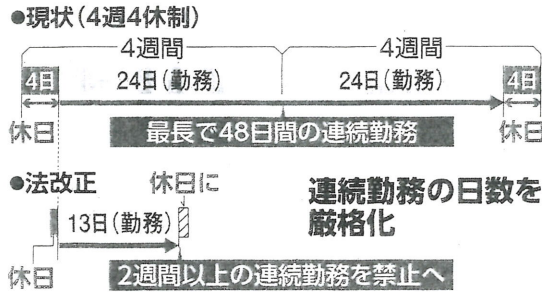 ●現状(4週4休制)
4週間 4週間
4日 24日(勤務) 24日(勤務) 4日
休日 最長で48日間の連続勤務 休日
●法改正 休日に
連続勤務の日数を
厳格化
13日(勤務)
休日 2週間以上の連続勤務を禁止へ